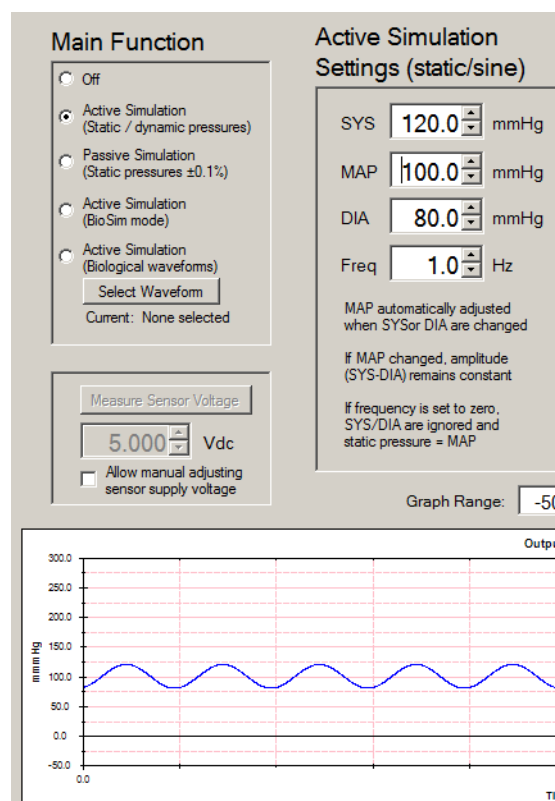 Main Function
Off
Active Simulation
(Static / dynamic pressures)
Passive Simulation
(Static pressures ±0.1%)
Active Simulation
(BioSim mode)
Active Simulation
(Biological waveforms)
Select Waveform
Current: None selected
Measure Sensor Voltage
5.000 Vdc
Allow manual adjusting
sensor supply voltage
Active Simulation
Settings (static/sine)
SYS 120.0 mmHg
MAP 100.0 mmHg
DIA 80.0 mmHg
Freq 1.0 Hz
MAP automatically adjusted
when SYSor DIA are changed
If MAP changed, amplitude
(SYS-DIA) remains constant
If frequency is set to zero,
SYS/DIA are ignored and
static pressure = MAP
Graph Range: -50
Outpu
300.0
250.0
200.0
150.0
100.0
50.0
0.0
-50.0
mmm Hg
0.0